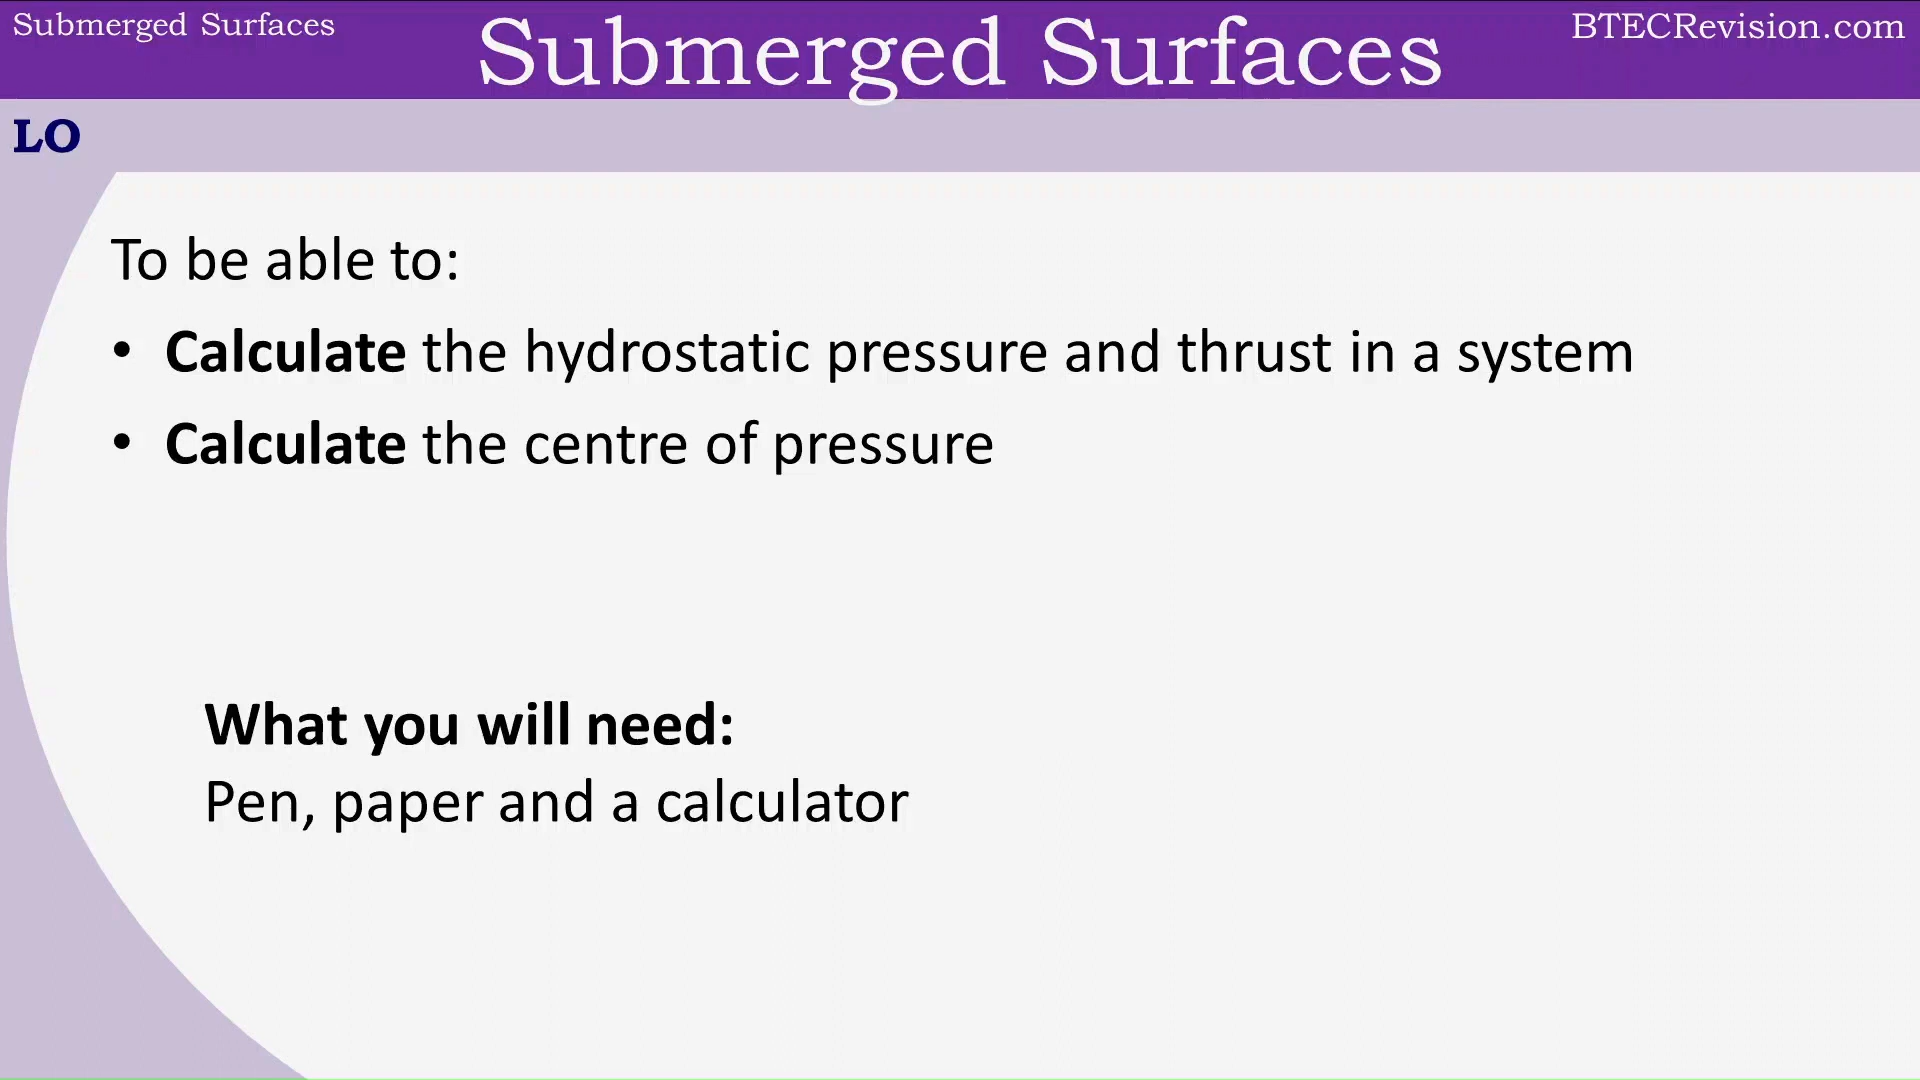 Submerged Surfaces
Submerged Surfaces
BTECRevision.com
LO
To be able to:
• Calculate the hydrostatic pressure and thrust in a system
• Calculate the centre of pressure
What you will need:
Pen, paper and a calculator